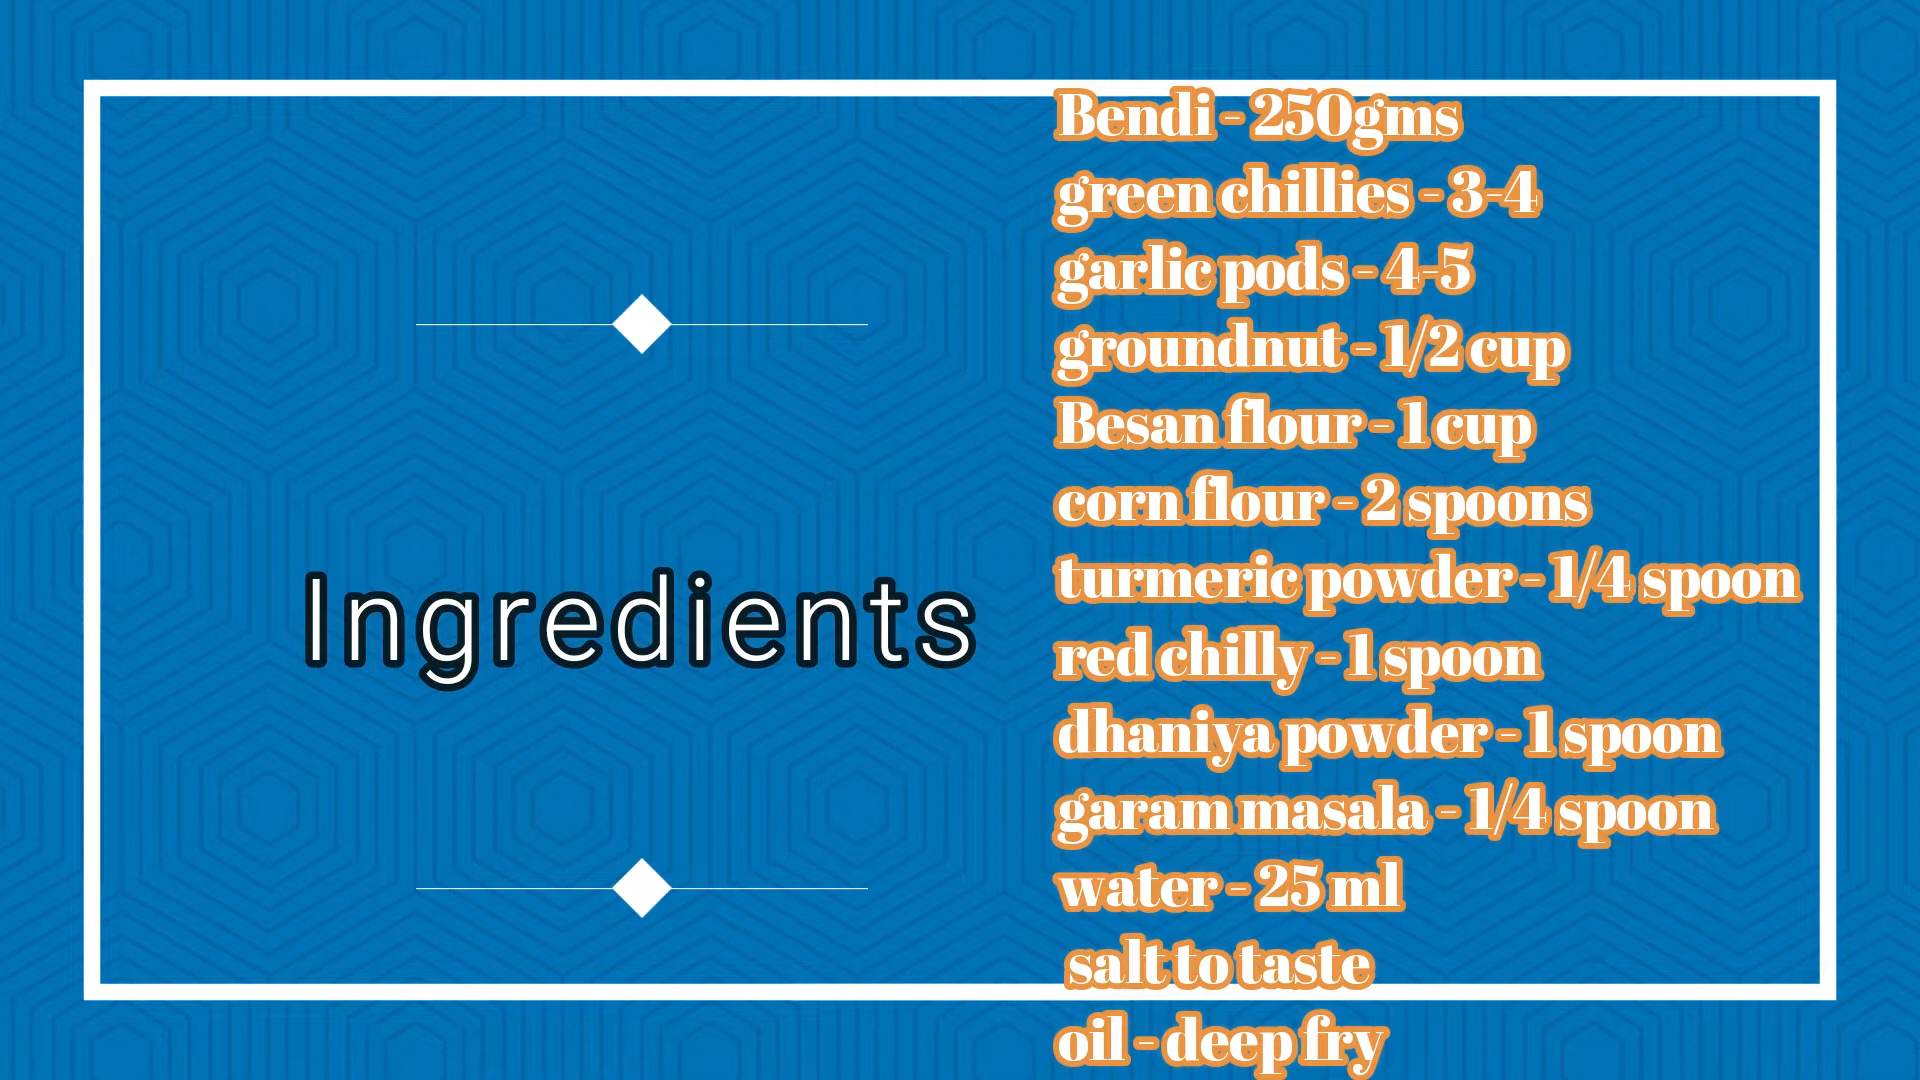 Ingredients
Bendi - 250gms
green chillies - 3-4
garlic pods - 4-5
groundnut - 1/2 cup
Besan flour - 1 cup
corn flour - 2 spoons
turmeric powder - 1/4 spoon
red chilly - 1 spoon
dhaniya powder - 1 spoon
garam masala - 1/4 spoon
water - 25 ml
salt to taste
oil - deep fry